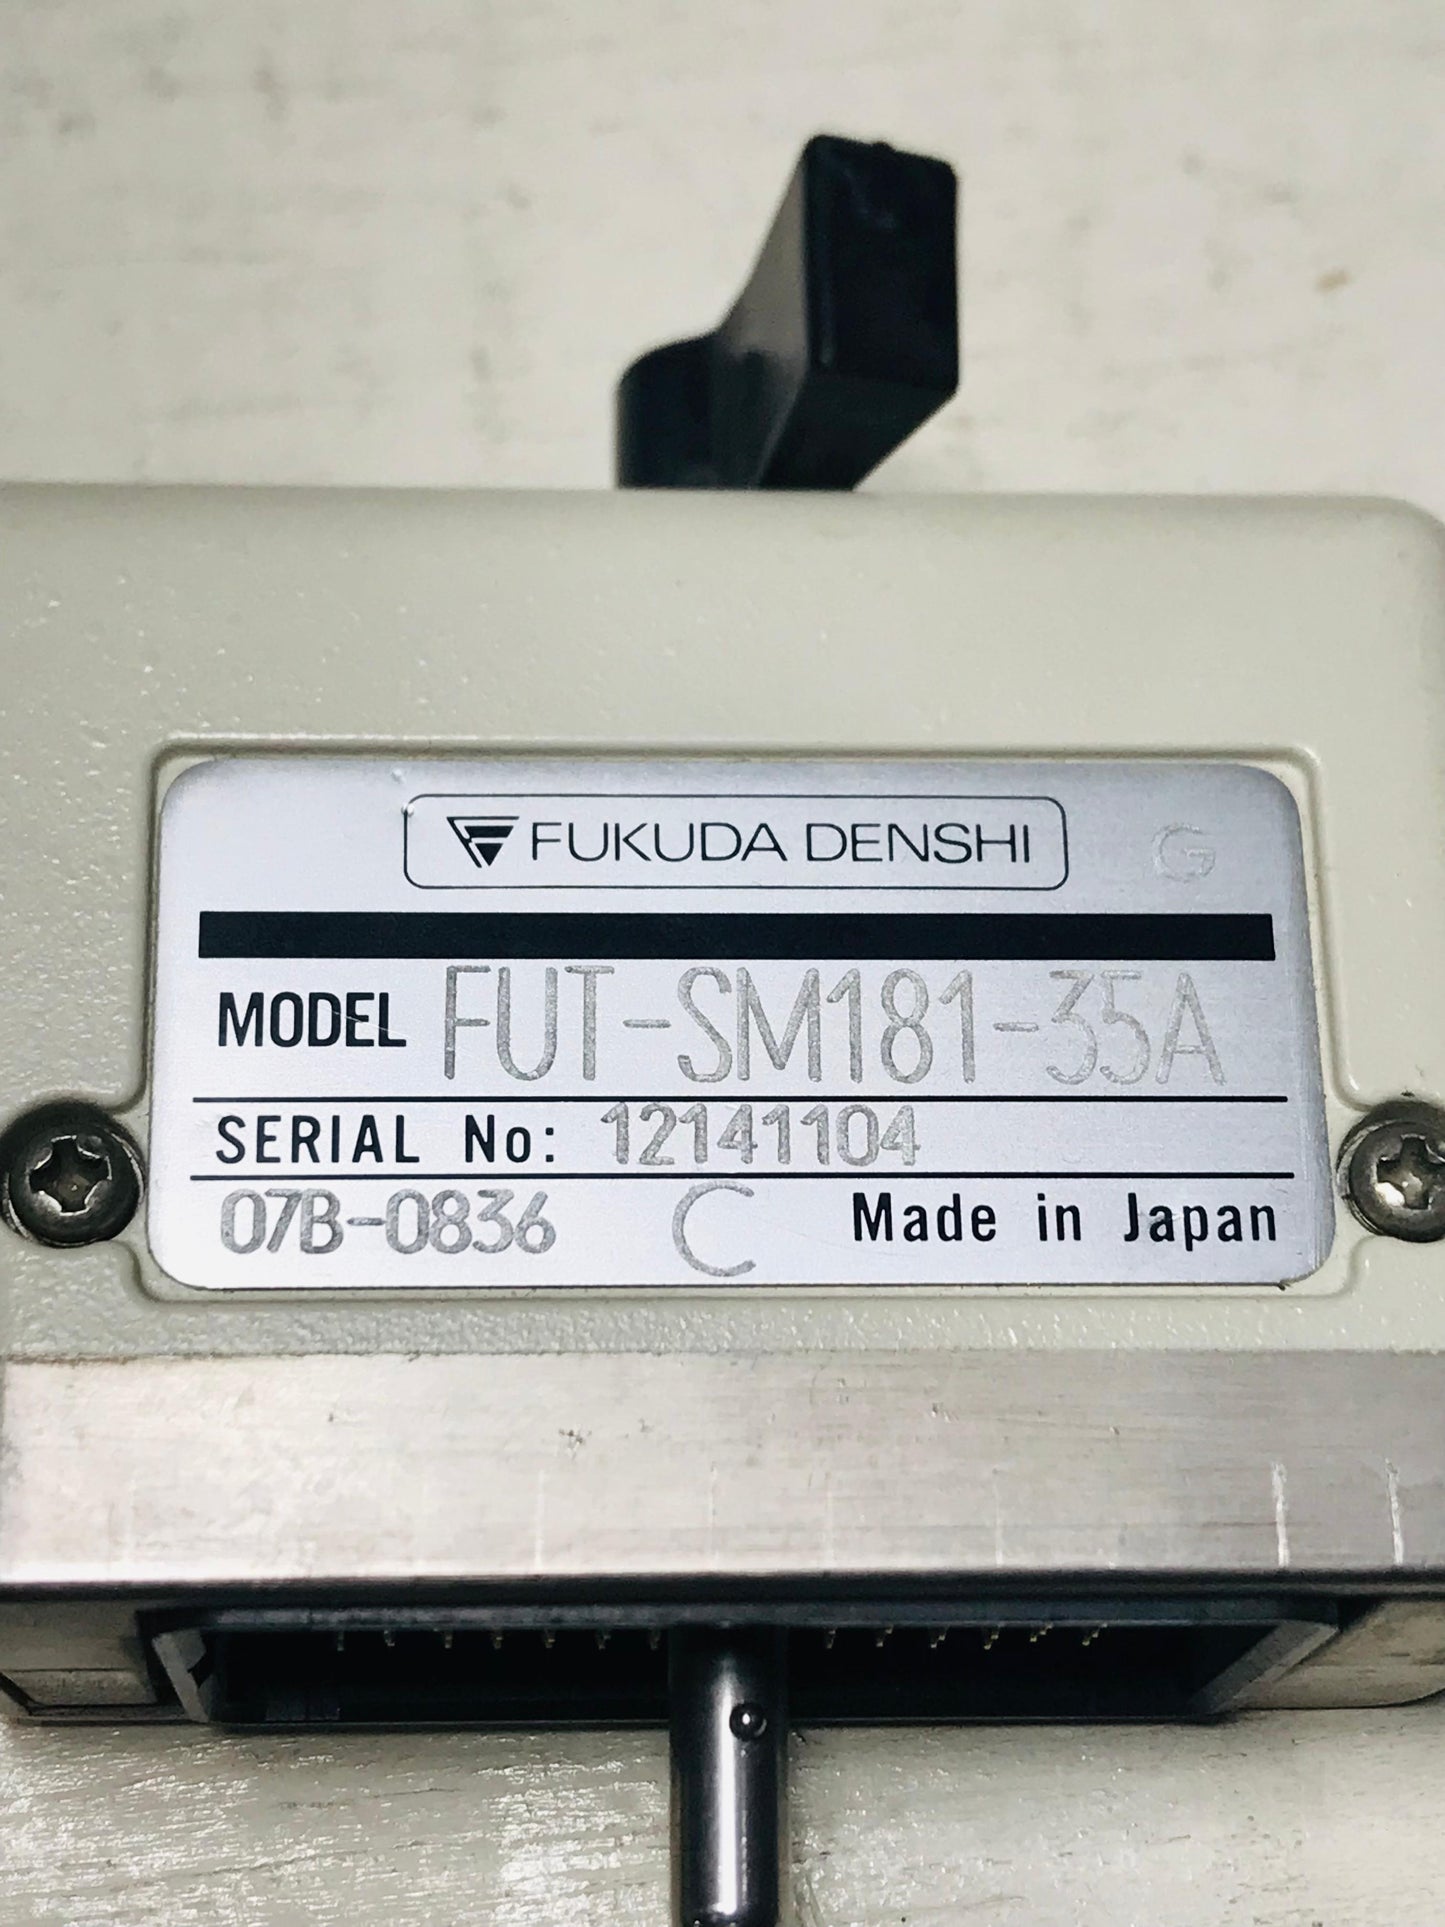 FUKUDA DENSHI G
MODEL FUT-SM181-35A
SERIAL No: 12141104
07B-0836 C Made in Japan